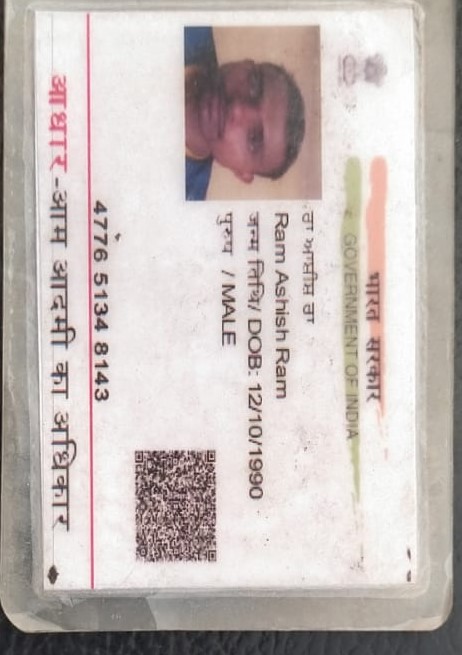 भारत सरकार
GOVERNMENT OF INDIA
Ram Ashish Ram
जन्म तिथि/ DOB: 12/10/1990
पुरुष / MALE
4776 5134 8143
आधार -आम आदमी का अधिकार